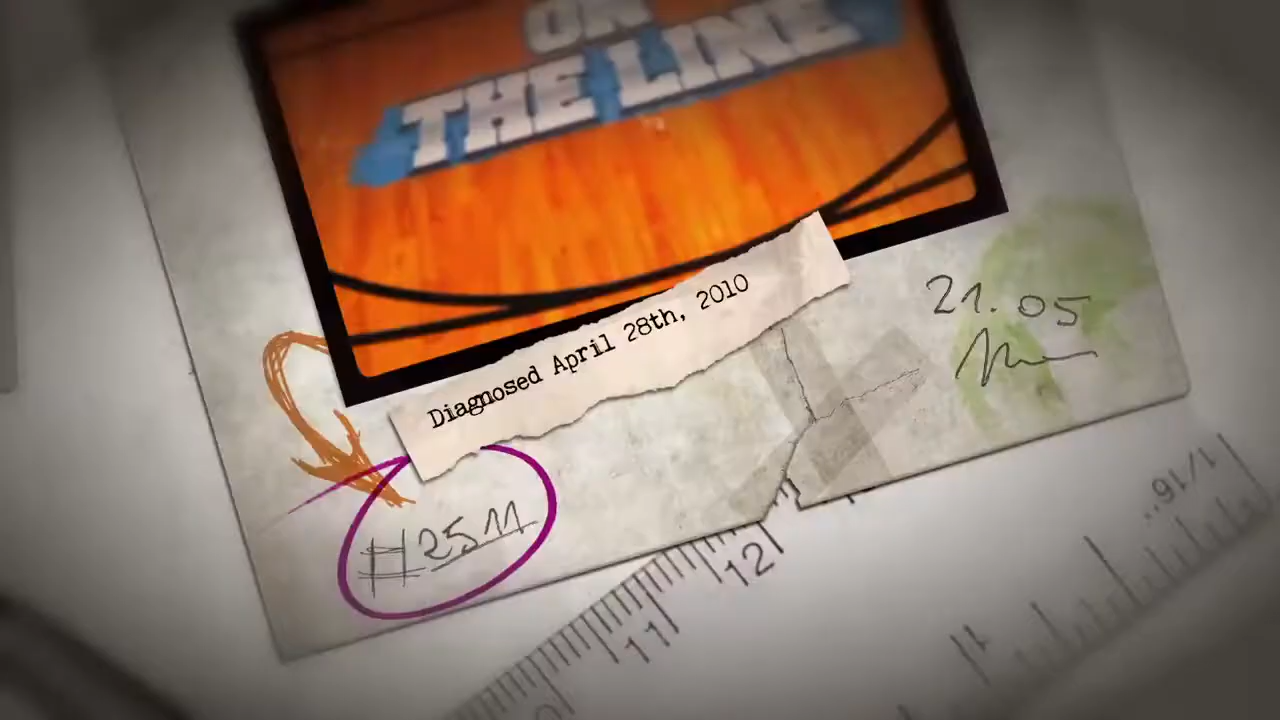 ON
THE LINE
Diagnosed April 28th, 2010
21.05
#2511
11
12
1/16"